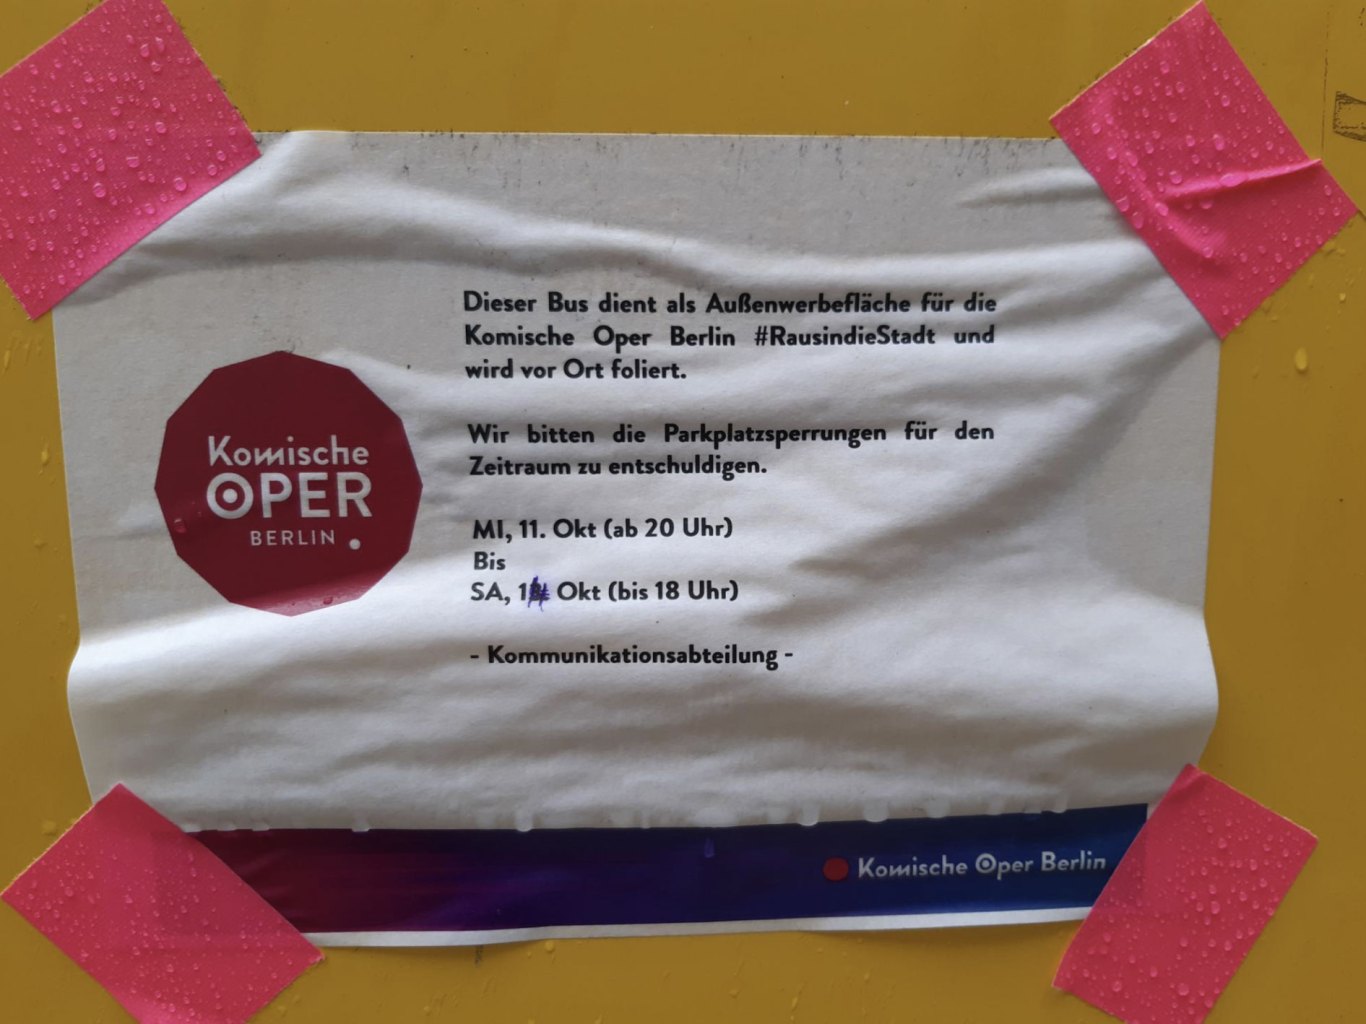 Komische
OPER
BERLIN
Dieser Bus dient als Außenwerbefläche für die
Komische Oper Berlin #RausindieStadt und
wird vor Ort foliert.
Wir bitten die Parkplatzsperrungen für den
Zeitraum zu entschuldigen.
MI, 11. Okt (ab 20 Uhr)
Bis
SA, Okt (bis 18 Uhr)
- Kommunikationsabteilung -
Komische Oper Berlin